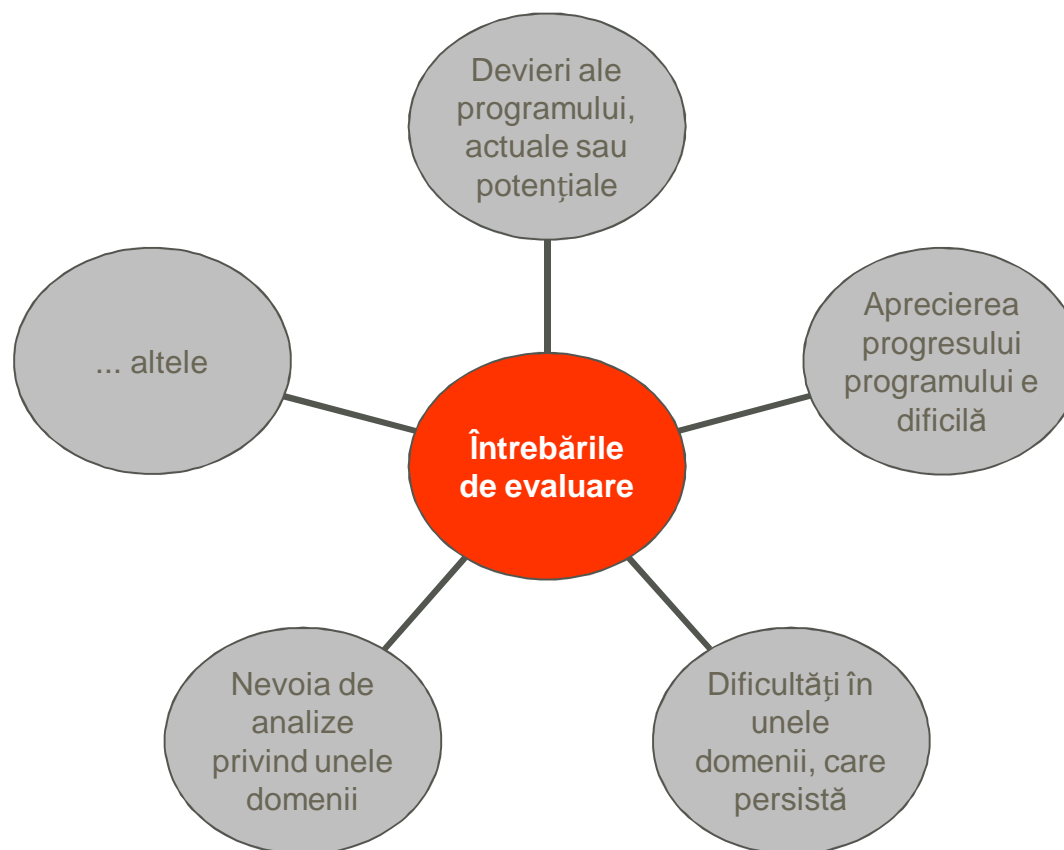 Devieri ale
programului,
actuale sau
potențiale
Aprecierea
progresului
programului e
dificilă
... altele
Întrebările
de evaluare
Nevoia de
analize
privind unele
domenii
Dificultăți în
unele
domenii, care
persistă